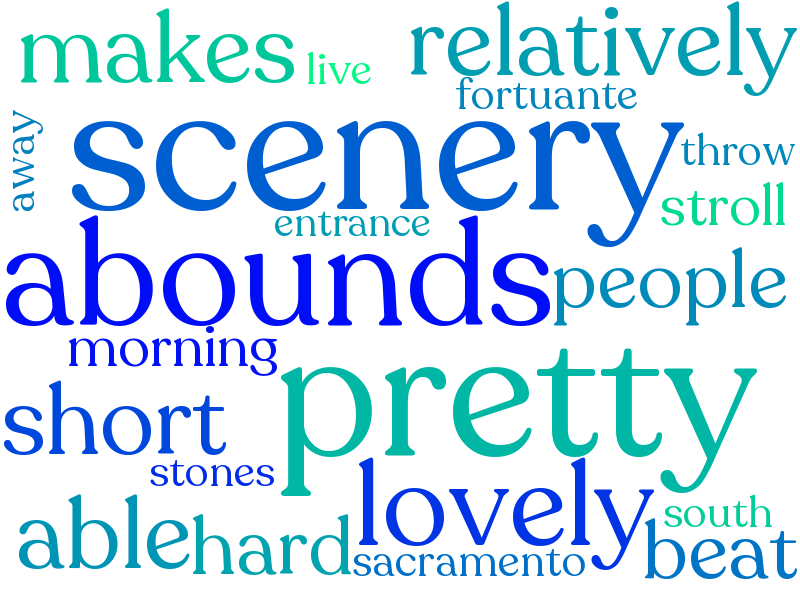 makes live relatively
fortuante
away scenery throw
stroll
entrance
abounds people
morning
pretty
short
stones
lovely
able hard south
sacramento beat